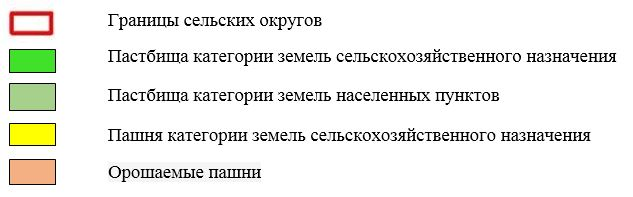 Границы сельских округов
Пастбища категории земель сельскохозяйственного назначения
Пастбища категории земель населенных пунктов
Пашня категории земель сельскохозяйственного назначения
Орошаемые пашни